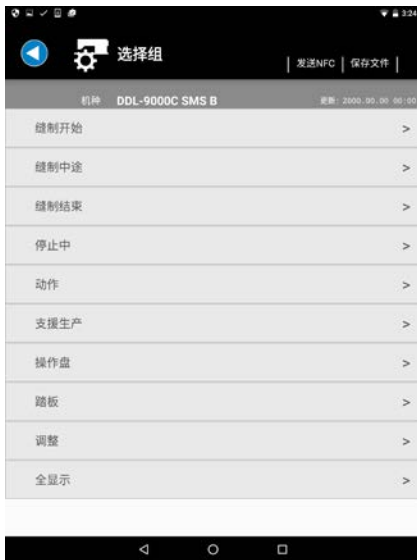 3:24
选择组
发送NFC
保存文件
机种 DDL-9000C SMS B 更新: 2000.00.00 00:00
缝制开始 >
缝制中途 >
缝制结束 >
停止中 >
动作 >
支援生产 >
操作盘 >
踏板 >
调整 >
全显示 >